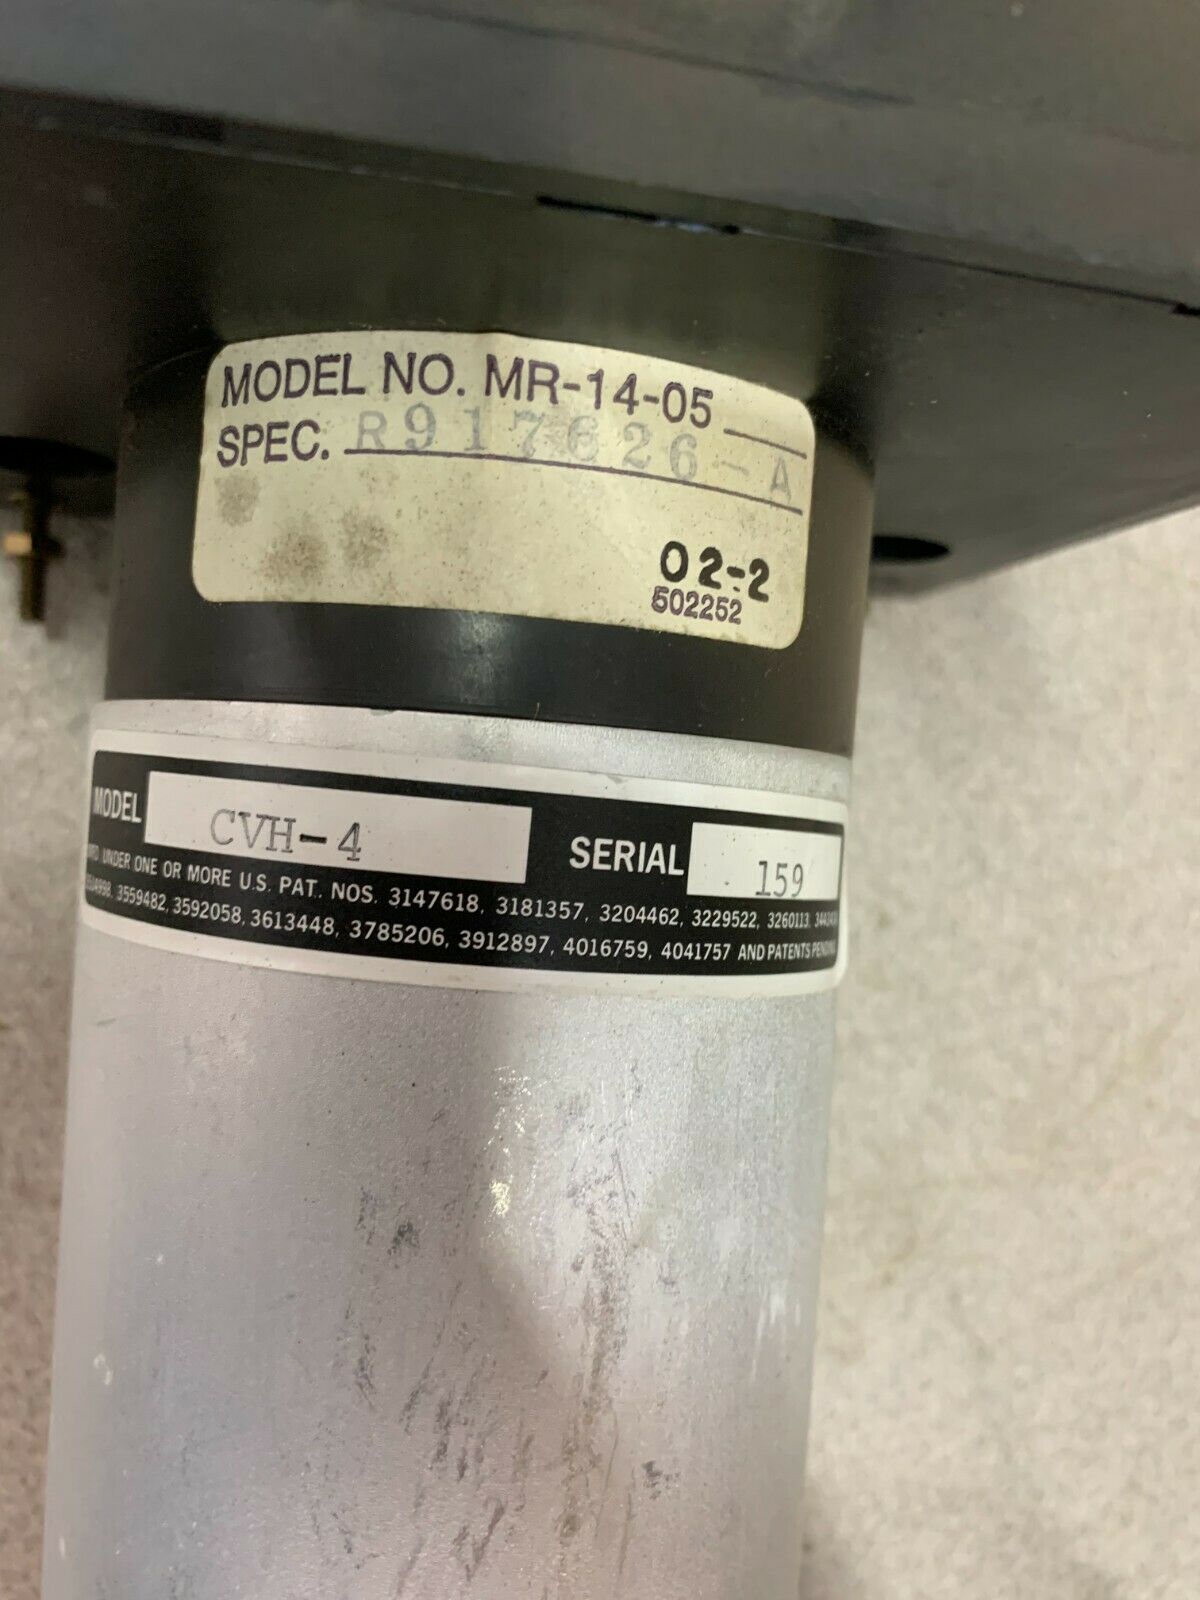 MODEL NO. MR-14-05
SPEC. R917626-A
02-2
502252
MODEL CVH-4 SERIAL 159
UNDER ONE OR MORE U.S. PAT. NOS. 3147618, 3181357, 3204462, 3229522, 3260113,
3559482, 3592058, 3613448, 3785206, 3912897, 4016759, 4041757 AND PATENTS PENDING